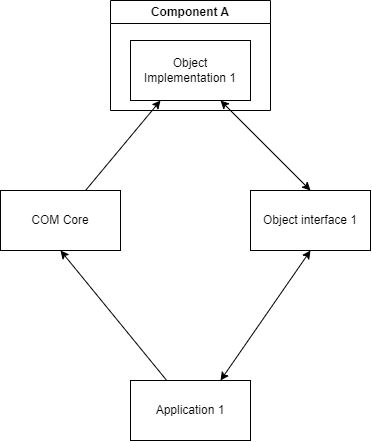 Component A
Object
Implementation 1
COM Core
Object interface 1
Application 1